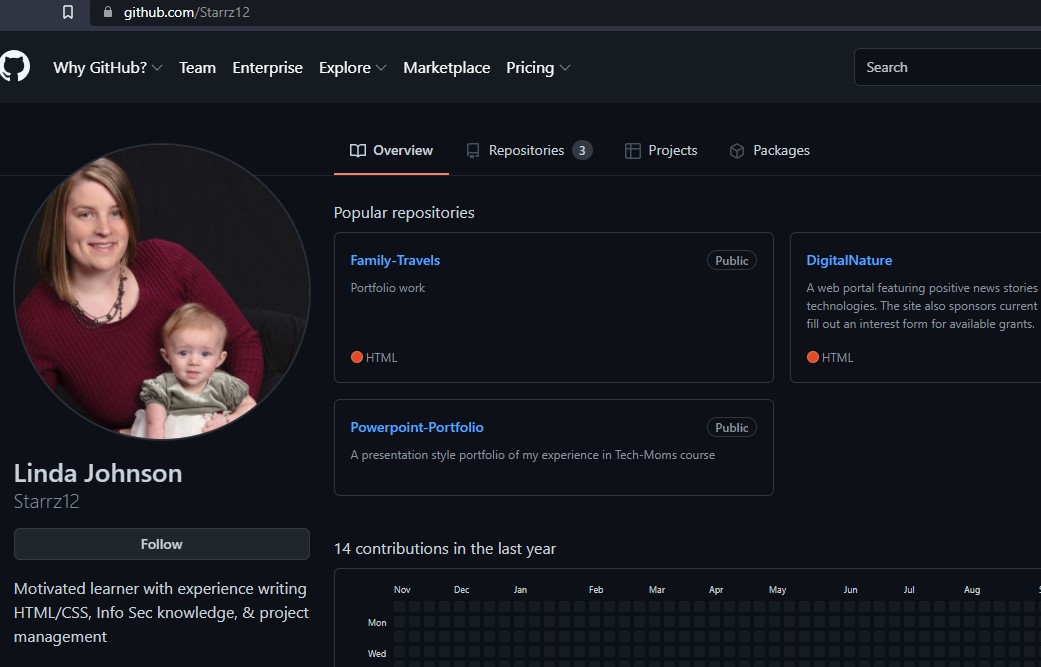 github.com/Starrz12
Why GitHub? Team Enterprise Explore Marketplace Pricing Search
Overview Repositories 3 Projects Packages
Popular repositories
Family-Travels Public
Portfolio work
HTML
DigitalNature
A web portal featuring positive news stories
technologies. The site also sponsors current
fill out an interest form for available grants.
HTML
Powerpoint-Portfolio Public
A presentation style portfolio of my experience in Tech-Moms course
Linda Johnson
Starrz12
Follow
Motivated learner with experience writing
HTML/CSS, Info Sec knowledge, & project
management
14 contributions in the last year
Nov Dec Jan Feb Mar Apr May Jun Jul Aug
Mon
Wed